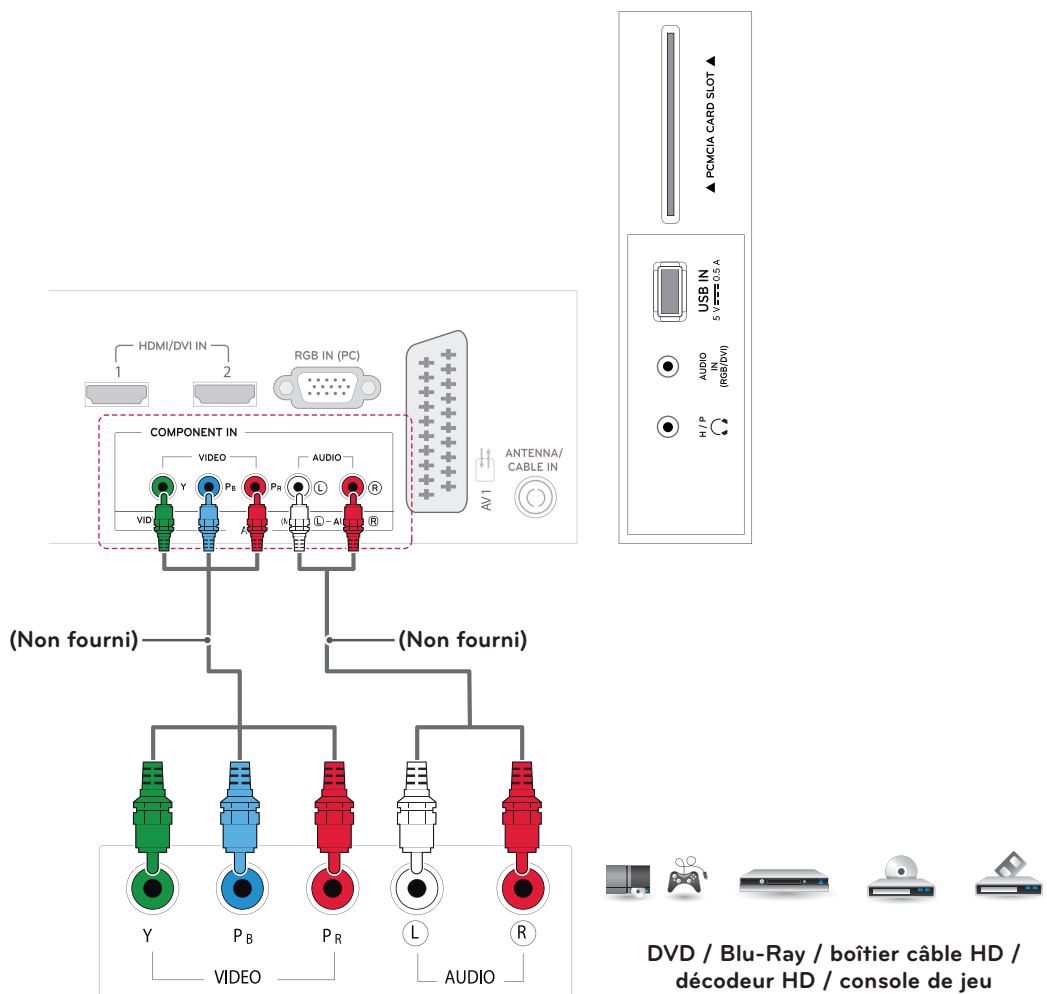 ▲ PCMCIA CARD SLOT ▲
USB IN
5 V 0.5 A
AUDIO
IN
(RGB/DVI)
H / P
HDMI/DVI IN
1 2
RGB IN (PC)
COMPONENT IN
VIDEO AUDIO
Y PB PR L R
L
R
AV1
ANTENNA/
CABLE IN
(Non fourni) (Non fourni)
Y PB PR L R
VIDEO AUDIO
DVD / Blu-Ray / boîtier câble HD /
décodeur HD / console de jeu